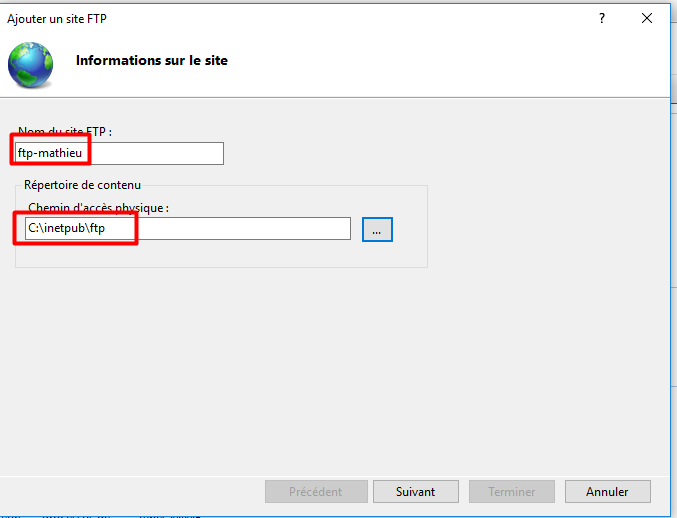 Ajouter un site FTP
Informations sur le site
Nom du site FTP :
ftp-mathieu
Répertoire de contenu
Chemin d'accès physique :
C:\inetpub\ftp
...
Précédent Suivant Terminer Annuler